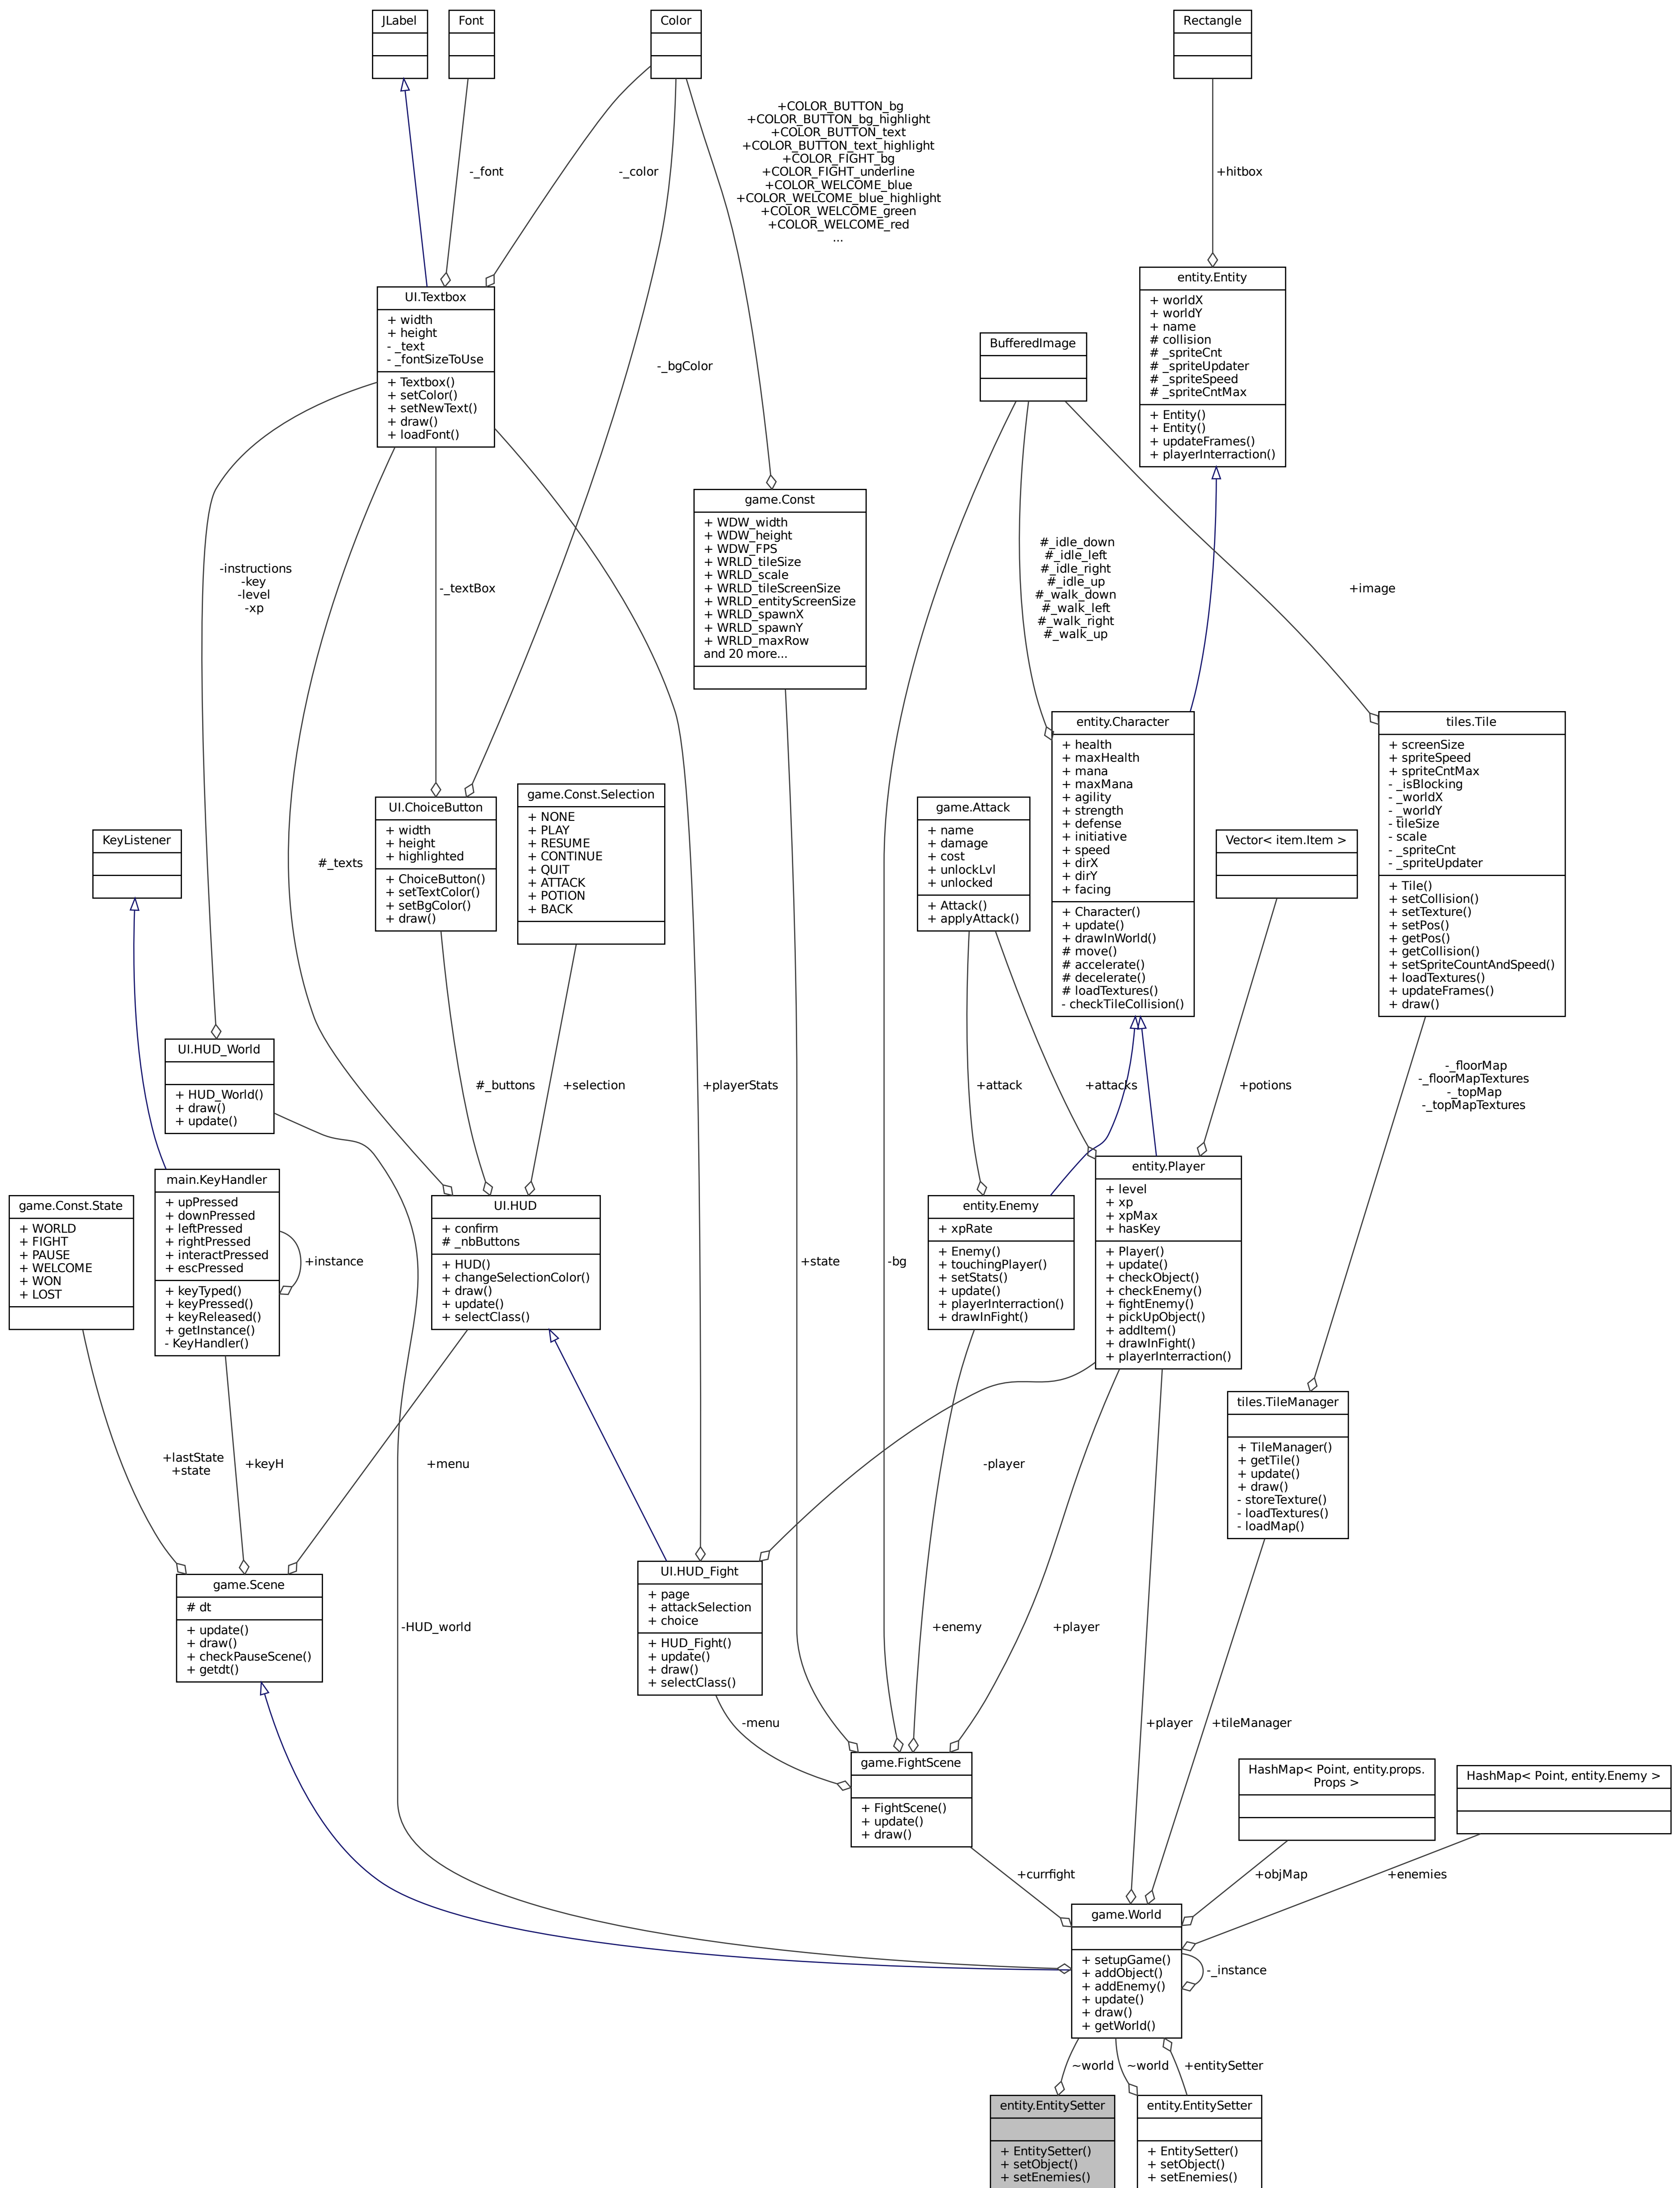 JLabel
Font
Color
Rectangle
+COLOR_BUTTON_bg
+COLOR_BUTTON_bg_highlight
+COLOR_BUTTON_text
+COLOR_BUTTON_text_highlight
+COLOR_FIGHT_bg
+COLOR_FIGHT_underline
+COLOR_WELCOME_blue
+COLOR_WELCOME_blue_highlight
+COLOR_WELCOME_green
+COLOR_WELCOME_red
...
-_font
-_color
+hitbox
UI.Textbox
+ width
+ height
- _text
- _fontSizeToUse
+ Textbox()
+ setColor()
+ setNewText()
+ draw()
+ loadFont()
entity.Entity
+ worldX
+ worldY
+ name
# collision
# _spriteCnt
# _spriteUpdater
# _spriteSpeed
# _spriteCntMax
+ Entity()
+ Entity()
+ updateFrames()
+ playerInterraction()
BufferedImage
-_bgColor
game.Const
+ WDW_width
+ WDW_height
+ WDW_FPS
+ WRLD_tileSize
+ WRLD_scale
+ WRLD_tileScreenSize
+ WRLD_entityScreenSize
+ WRLD_spawnX
+ WRLD_spawnY
+ WRLD_maxRow
and 20 more...
-instructions
-key
-level
-xp
-_textBox
#_idle_down
#_idle_left
#_idle_right
#_idle_up
#_walk_down
#_walk_left
#_walk_right
#_walk_up
+image
entity.Character
+ health
+ maxHealth
+ mana
+ maxMana
+ agility
+ strength
+ defense
+ initiative
+ speed
+ dirX
+ dirY
+ facing
+ Character()
+ update()
+ drawInWorld()
# move()
# accelerate()
# decelerate()
# loadTextures()
- checkTileCollision()
tiles.Tile
+ screenSize
+ spriteSpeed
+ spriteCntMax
- _isBlocking
- _worldX
- _worldY
- tileSize
- scale
- _spriteCnt
- _spriteUpdater
+ Tile()
+ setCollision()
+ setTexture()
+ setPos()
+ getPos()
+ getCollision()
+ setSpriteCountAndSpeed()
+ loadTextures()
+ updateFrames()
+ draw()
KeyListener
#_texts
UI.ChoiceButton
+ width
+ height
+ highlighted
+ ChoiceButton()
+ setTextColor()
+ setBgColor()
+ draw()
game.Const.Selection
+ NONE
+ PLAY
+ RESUME
+ CONTINUE
+ QUIT
+ ATTACK
+ POTION
+ BACK
game.Attack
+ name
+ damage
+ cost
+ unlockLvl
+ unlocked
+ Attack()
+ applyAttack()
Vector< item.Item >
UI.HUD_World
+ HUD_World()
+ draw()
+ update()
#_buttons
+selection
+playerStats
+attack
+attacks
+potions
-_floorMap
-_floorMapTextures
-_topMap
-_topMapTextures
game.Const.State
+ WORLD
+ FIGHT
+ PAUSE
+ WELCOME
+ WON
+ LOST
main.KeyHandler
+ upPressed
+ downPressed
+ leftPressed
+ rightPressed
+ interactPressed
+ escPressed
+ keyTyped()
+ keyPressed()
+ keyReleased()
+ getInstance()
- KeyHandler()
+instance
UI.HUD
+ confirm
# _nbButtons
+ HUD()
+ changeSelectionColor()
+ draw()
+ update()
+ selectClass()
+state
-bg
entity.Enemy
+ xpRate
+ Enemy()
+ touchingPlayer()
+ setStats()
+ update()
+ playerInterraction()
+ drawInFight()
entity.Player
+ level
+ xp
+ xpMax
+ hasKey
+ Player()
+ update()
+ checkObject()
+ checkEnemy()
+ fightEnemy()
+ pickUpObject()
+ addItem()
+ drawInFight()
+ playerInterraction()
tiles.TileManager
+ TileManager()
+ getTile()
+ update()
+ draw()
- storeTexture()
- loadTextures()
- loadMap()
+lastState
+state
+keyH
+menu
-player
game.Scene
# dt
+ update()
+ draw()
+ checkPauseScene()
+ getdt()
-HUD_world
UI.HUD_Fight
+ page
+ attackSelection
+ choice
+ HUD_Fight()
+ update()
+ draw()
+ selectClass()
+enemy
+player
-menu
+player
+tileManager
game.FightScene
+ FightScene()
+ update()
+ draw()
HashMap< Point, entity.props.
Props >
HashMap< Point, entity.Enemy >
+currfight
+objMap
+enemies
game.World
+ setupGame()
+ addObject()
+ addEnemy()
+ update()
+ draw()
+ getWorld()
-_instance
~world
~world
+entitySetter
entity.EntitySetter
+ EntitySetter()
+ setObject()
+ setEnemies()
entity.EntitySetter
+ EntitySetter()
+ setObject()
+ setEnemies()